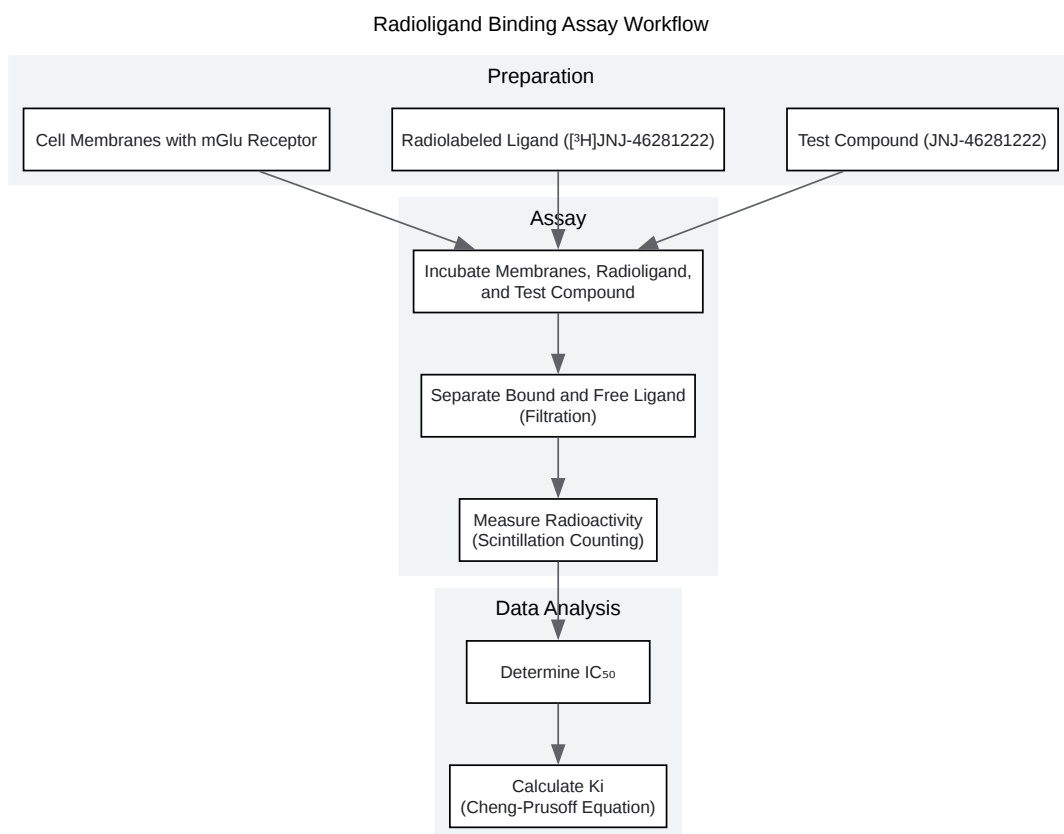 Radioligand Binding Assay Workflow
Preparation
Cell Membranes with mGlu Receptor
Radiolabeled Ligand ([³H]JNJ-46281222)
Test Compound (JNJ-46281222)
Assay
Incubate Membranes, Radioligand,
and Test Compound
Separate Bound and Free Ligand
(Filtration)
Measure Radioactivity
(Scintillation Counting)
Data Analysis
Determine IC₅₀
Calculate Ki
(Cheng-Prusoff Equation)